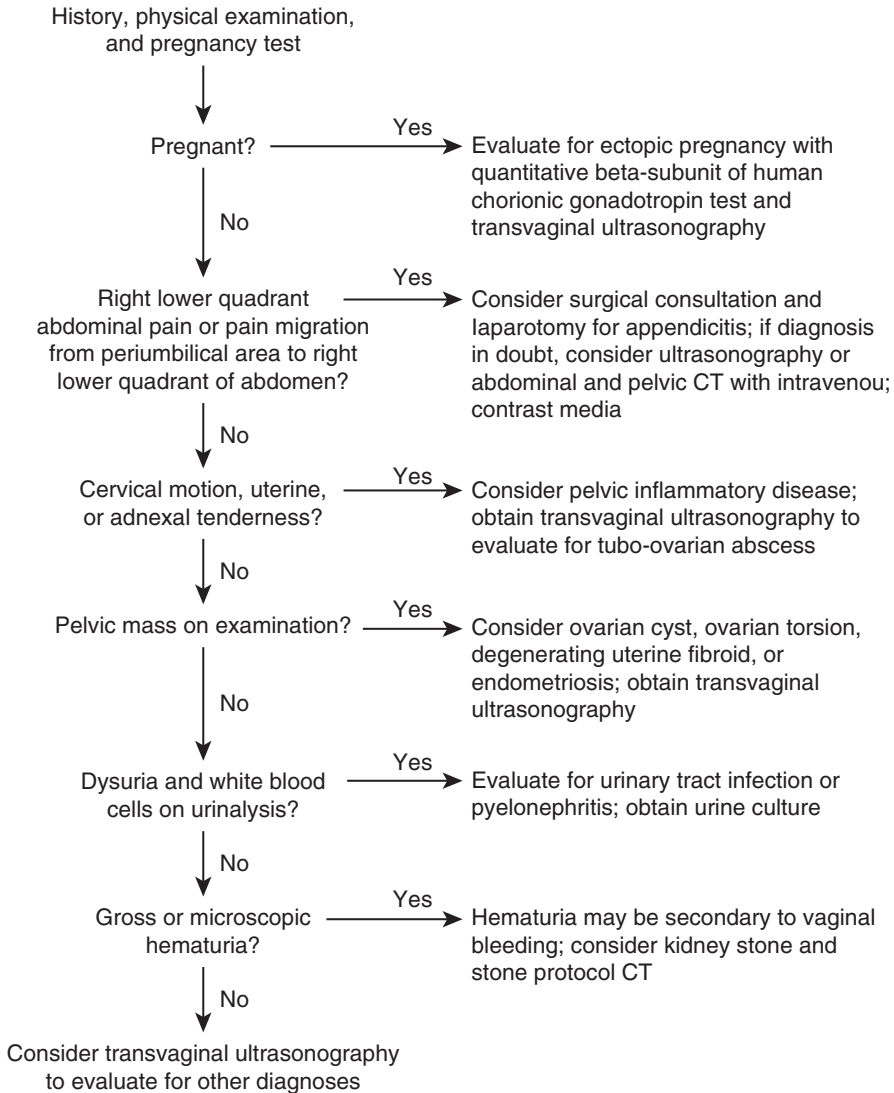 History, physical examination,
and pregnancy test
Pregnant?
Yes
Evaluate for ectopic pregnancy with
quantitative beta-subunit of human
chorionic gonadotropin test and
transvaginal ultrasonography
No
Right lower quadrant
abdominal pain or pain migration
from periumbilical area to right
lower quadrant of abdomen?
Yes
Consider surgical consultation and
laparotomy for appendicitis; if diagnosis
in doubt, consider ultrasonography or
abdominal and pelvic CT with intravenou;
contrast media
No
Cervical motion, uterine,
or adnexal tenderness?
Yes
Consider pelvic inflammatory disease;
obtain transvaginal ultrasonography to
evaluate for tubo-ovarian abscess
No
Pelvic mass on examination?
Yes
Consider ovarian cyst, ovarian torsion,
degenerating uterine fibroid, or
endometriosis; obtain transvaginal
ultrasonography
No
Dysuria and white blood
cells on urinalysis?
Yes
Evaluate for urinary tract infection or
pyelonephritis; obtain urine culture
No
Gross or microscopic
hematuria?
Yes
Hematuria may be secondary to vaginal
bleeding; consider kidney stone and
stone protocol CT
No
Consider transvaginal ultrasonography
to evaluate for other diagnoses